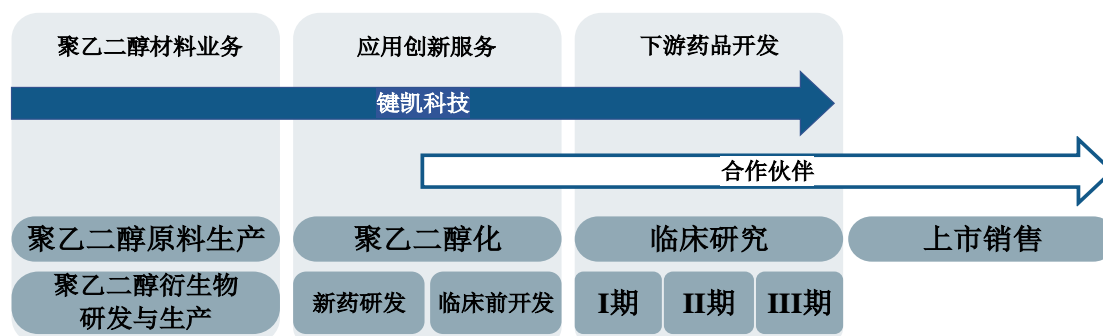 聚乙二醇材料业务
应用创新服务
下游药品开发
键凯科技
合作伙伴
聚乙二醇原料生产
聚乙二醇化
临床研究
上市销售
聚乙二醇衍生物
研发与生产
新药研发
临床前开发
I期
II期
III期